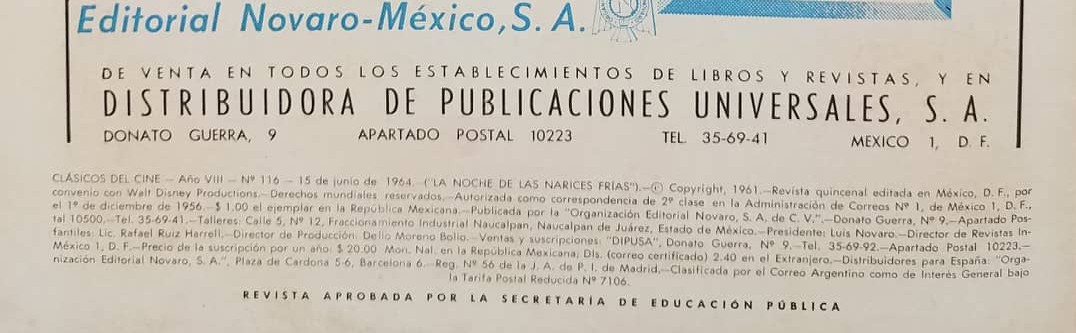 Editorial Novaro-México, S. A.
DE VENTA EN TODOS LOS ESTABLECIMIENTOS DE LIBROS Y REVISTAS, Y EN
DISTRIBUIDORA DE PUBLICACIONES UNIVERSALES, S. A.
DONATO GUERRA, 9 APARTADO POSTAL 10223 TEL. 35-69-41 MEXICO 1, D. F.
CLÁSICOS DEL CINE — Año VIII — Nº 116 — 15 de junio de 1964. ("LA NOCHE DE LAS NARICES FRÍAS").—© Copyright, 1961.—Revista quincenal editada en México, D. F., por
convenio con Walt Disney Productions.—Derechos mundiales reservados.—Autorizada como correspondencia de 2ª clase en la Administración de Correos Nº 1, de México 1, D. F.,
el 1º de diciembre de 1956.—$ 1.00 el ejemplar en la República Mexicana.—Publicada por la "Organización Editorial Novaro, S. A. de C. V.".—Donato Guerra, Nº 9.—Apartado Pos-
tal 10500.—Tel. 35-69-41.—Talleres: Calle 5, Nº 12, Fraccionamiento Industrial Naucalpan, Naucalpan de Juárez, Estado de México.—Presidente: Luis Novaro.—Director de Revistas In-
fantiles: Lic. Rafael Ruiz Harrell.—Director de Producción: Delio Moreno Bolio.—Ventas y suscripciones: "DIPUSA", Donato Guerra, Nº 9.—Tel. 35-69-92.—Apartado Postal 10223.—
México 1, D. F.—Precio de la suscripción por un año: $ 20.00 Mon. Nal. en la República Mexicana; Dls. (correo certificado) 2.40 en el Extranjero.—Distribuidores para España: "Orga-
nización Editorial Novaro, S. A.", Plaza de Cardona 5-6, Barcelona 6.—Reg. Nº 56 de la J. A. de P. I. de Madrid.—Clasificada por el Correo Argentino como de Interés General bajo
la Tarifa Postal Reducida Nº 7106.
REVISTA APROBADA POR LA SECRETARÍA DE EDUCACIÓN PÚBLICA